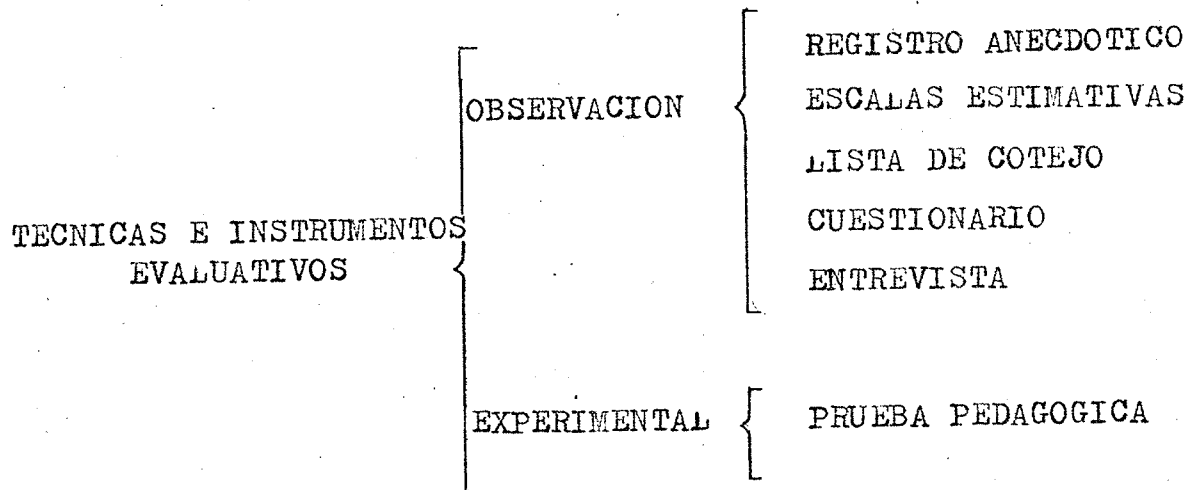 TECNICAS E INSTRUMENTOS
EVALUATIVOS
OBSERVACION
REGISTRO ANECDOTICO
ESCALAS ESTIMATIVAS
LISTA DE COTEJO
CUESTIONARIO
ENTREVISTA
EXPERIMENTAL
PRUEBA PEDAGOGICA